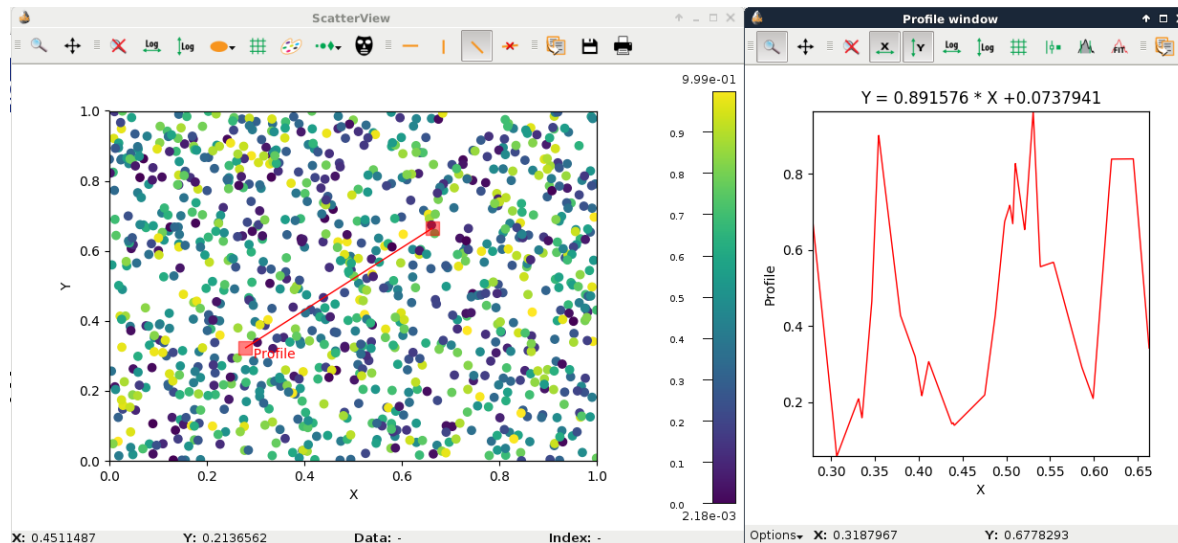 ScatterView
Log
Log
9.99e-01
1.0
0.8
0.6
0.4
0.2
0.0
Y
Profile
0.0
0.2
0.4
0.6
0.8
1.0
X
0.9
0.8
0.7
0.6
0.5
0.4
0.3
0.2
0.1
0.0
2.18e-03
X: 0.4511487 Y: 0.2136562 Data: - Index: -
Profile window
X
Y
Log
Log
FIT
Y = 0.891576 * X +0.0737941
0.8
0.6
0.4
0.2
Profile
0.30
0.35
0.40
0.45
0.50
0.55
0.60
0.65
X
Options X: 0.3187967 Y: 0.6778293